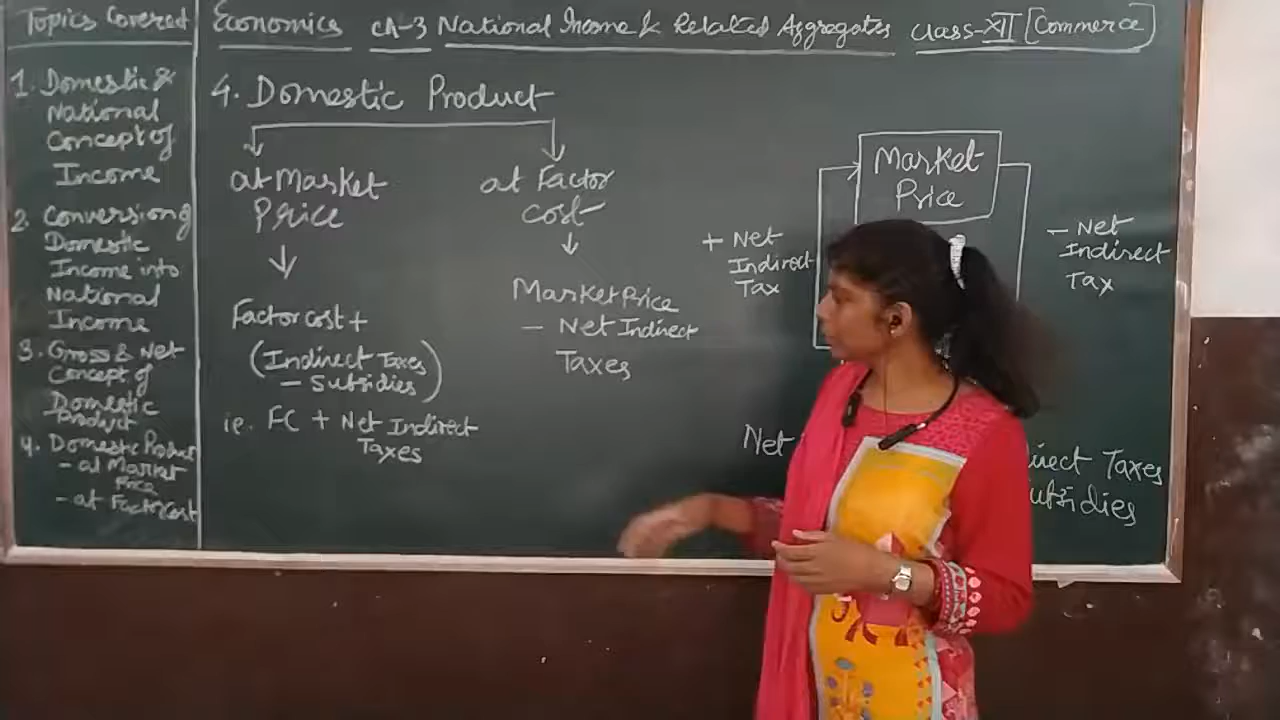 Topics Covered
1. Domestic &
National
Concept of
Income
2. Conversion of
Domestic
Income into
National
Income
3. Gross & Net
Concept of
Domestic
Product
4. Domestic Product
- at Market
Price
- at Factor Cost
Economics Ch-3 National Income & Related Aggregates Class-XII [Commerce]
4. Domestic Product
at Market
Price
Factor cost +
(Indirect Taxes
- Subsidies)
ie. FC + Net Indirect
Taxes
at Factor
Cost
Market Price
- Net Indirect
Taxes
Market
Price
+ Net
Indirect
Tax
- Net
Indirect
Tax
Net
Taxes